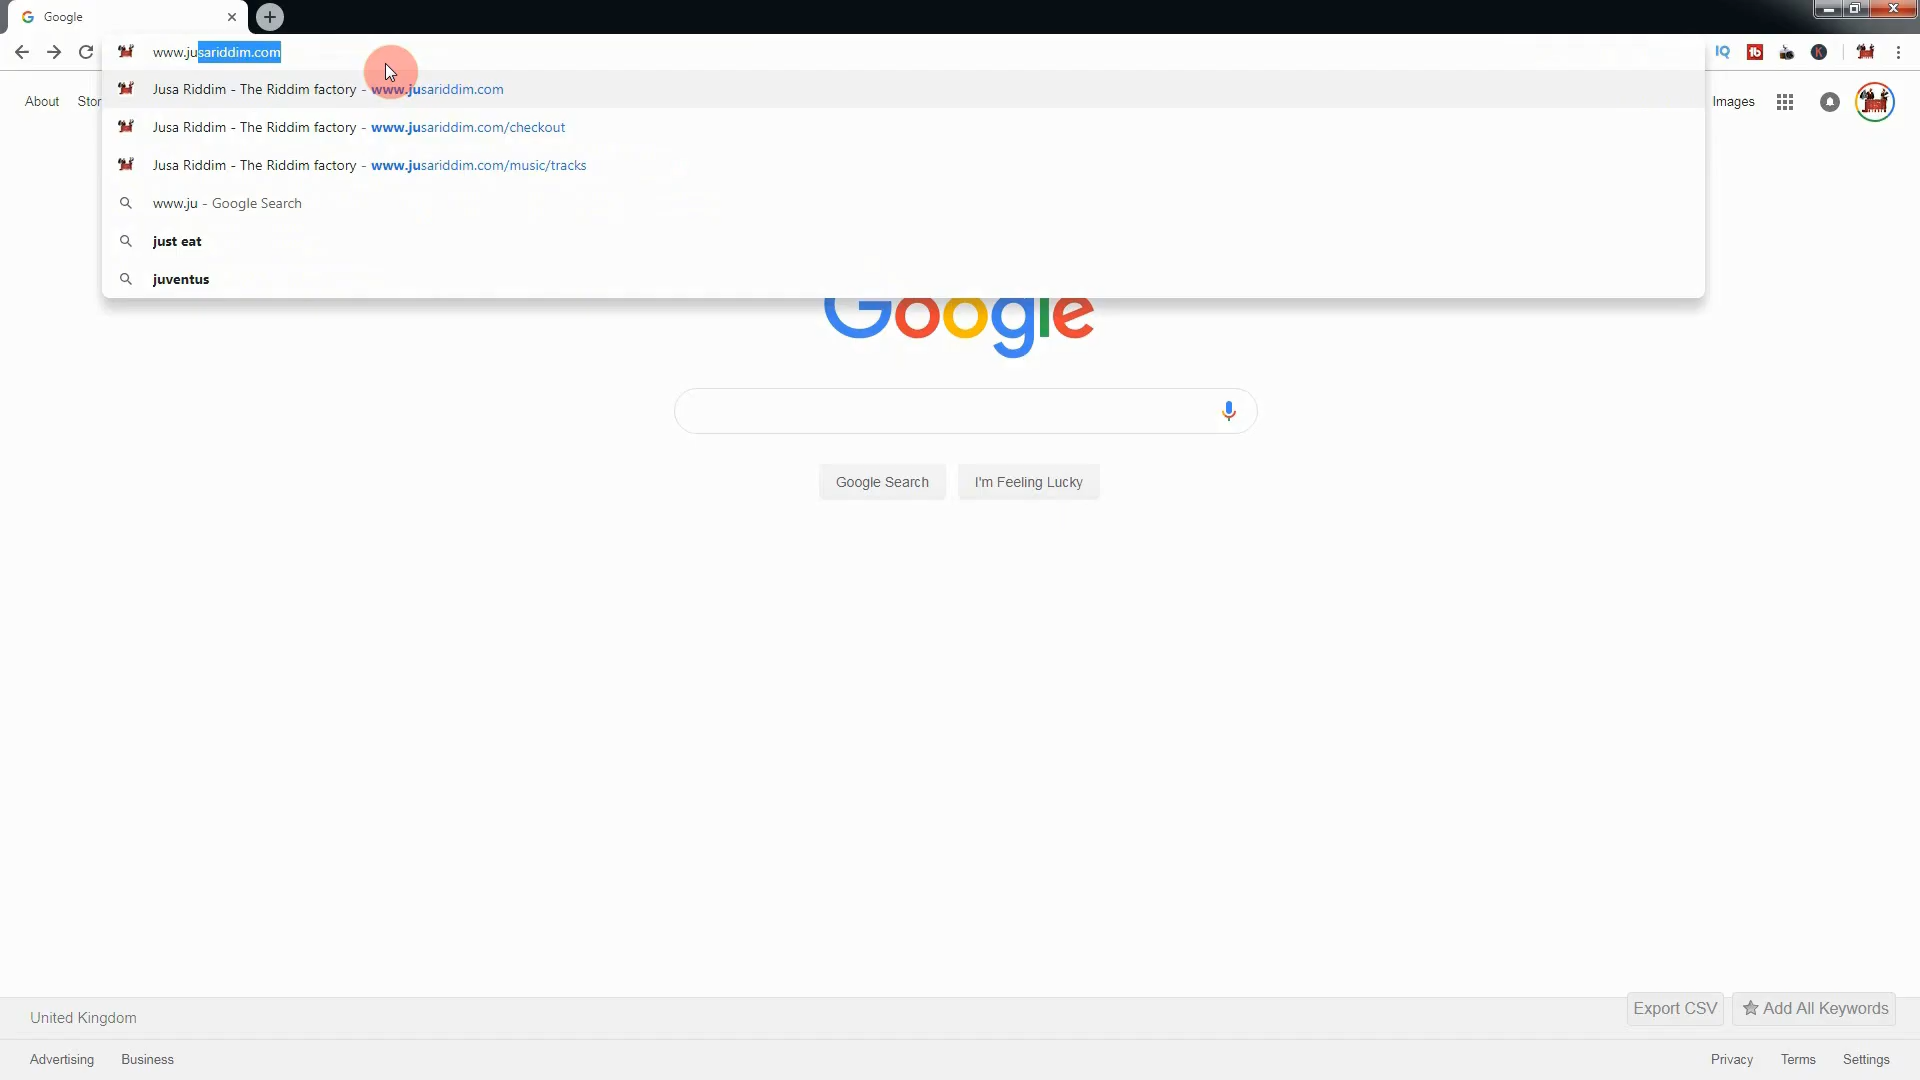 Google
www.jusariddim.com
Jusa Riddim - The Riddim factory - www.jusariddim.com
Jusa Riddim - The Riddim factory - www.jusariddim.com/checkout
Jusa Riddim - The Riddim factory - www.jusariddim.com/music/tracks
www.ju - Google Search
just eat
juventus
IQ
tb
K
About Stor
Images
Google
Google Search I'm Feeling Lucky
United Kingdom
Export CSV Add All Keywords
Advertising Business
Privacy Terms Settings